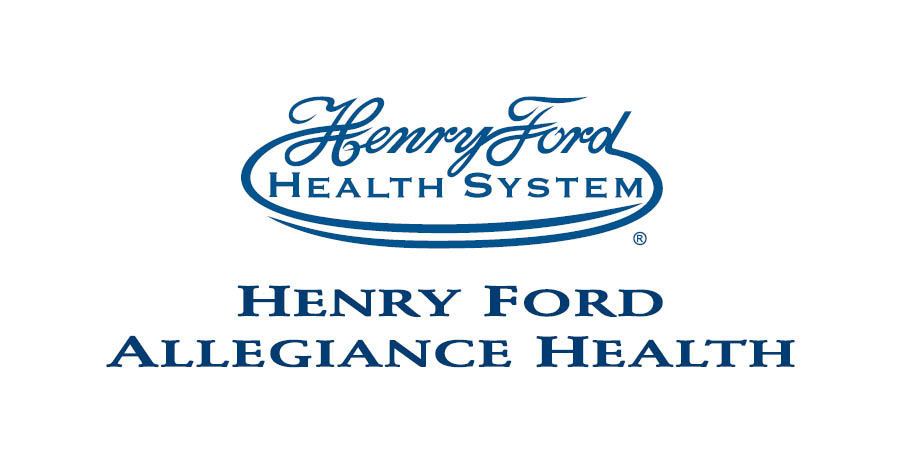 Henry Ford
HEALTH SYSTEM
®
HENRY FORD
ALLEGIANCE HEALTH